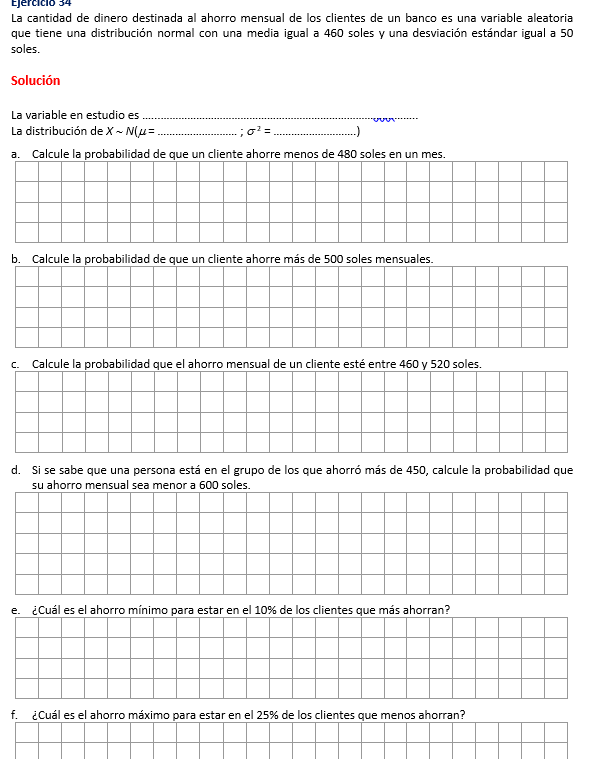 Ejercicio 34
La cantidad de dinero destinada al ahorro mensual de los clientes de un banco es una variable aleatoria
que tiene una distribución normal con una media igual a 460 soles y una desviación estándar igual a 50
soles.
Solución
La variable en estudio es ..........................................................................................
La distribución de X ~ N(μ= ........................... ; σ² = ............................)
a. Calcule la probabilidad de que un cliente ahorre menos de 480 soles en un mes.
b. Calcule la probabilidad de que un cliente ahorre más de 500 soles mensuales.
c. Calcule la probabilidad que el ahorro mensual de un cliente esté entre 460 y 520 soles.
d. Si se sabe que una persona está en el grupo de los que ahorró más de 450, calcule la probabilidad que
su ahorro mensual sea menor a 600 soles.
e. ¿Cuál es el ahorro mínimo para estar en el 10% de los clientes que más ahorran?
f. ¿Cuál es el ahorro máximo para estar en el 25% de los clientes que menos ahorran?